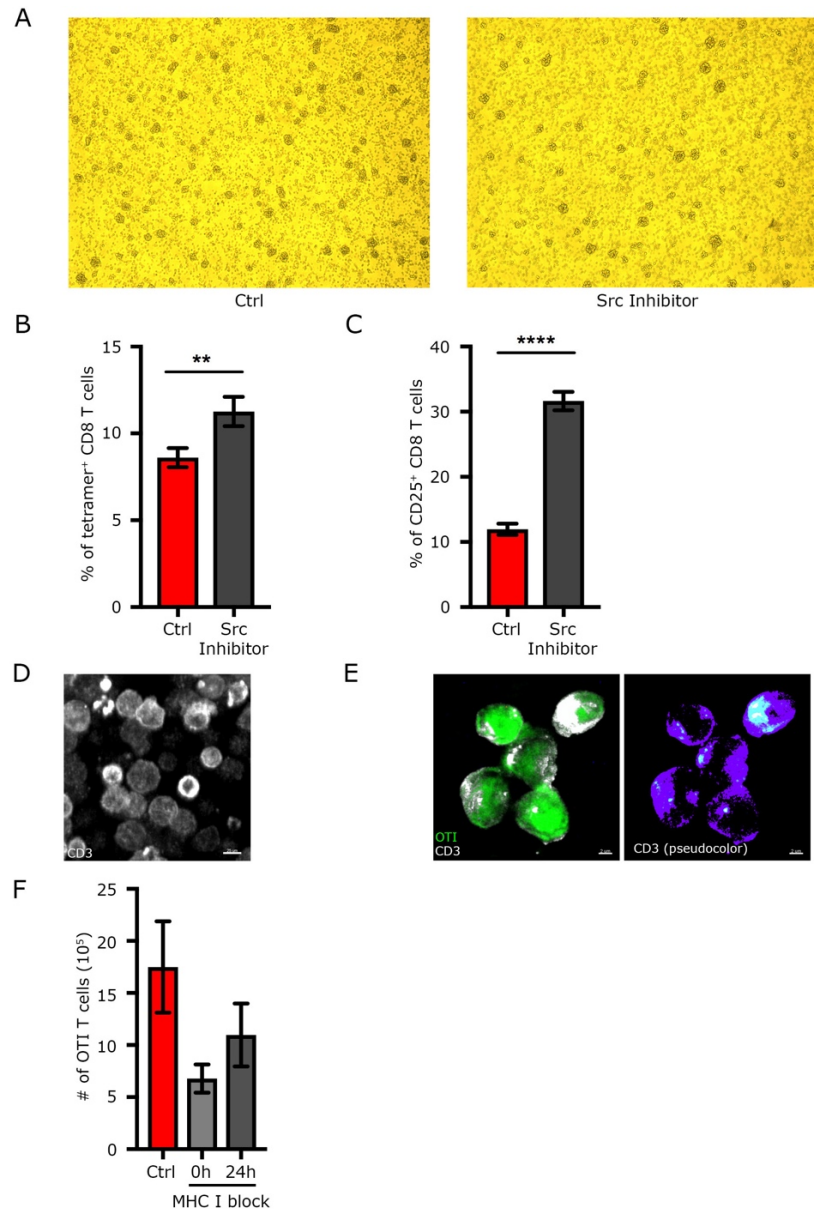 A
Ctrl
Src Inhibitor
B
% of tetramer⁺ CD8 T cells
15
10
5
0
**
Ctrl
Src
Inhibitor
C
% of CD25⁺ CD8 T cells
40
30
20
10
0
****
Ctrl
Src
Inhibitor
D
CD3
E
OTI
CD3
CD3 (pseudocolor)
F
# of OTI T cells (10⁵)
25
20
15
10
5
0
Ctrl
0h
24h
MHC I block